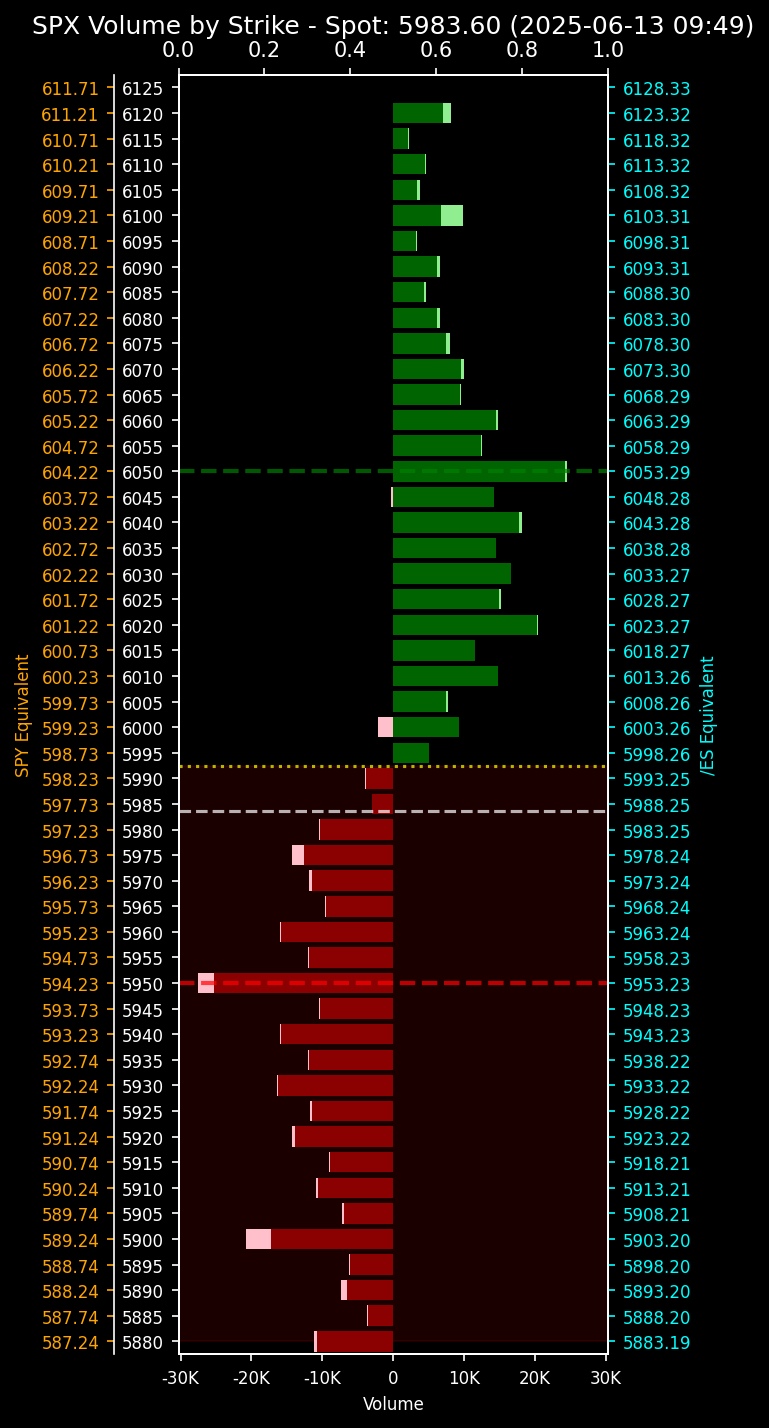 SPX Volume by Strike - Spot: 5983.60 (2025-06-13 09:49)
0.0 0.2 0.4 0.6 0.8 1.0
611.71 6125 6128.33
611.21 6120 6123.32
610.71 6115 6118.32
610.21 6110 6113.32
609.71 6105 6108.32
609.21 6100 6103.31
608.71 6095 6098.31
608.22 6090 6093.31
607.72 6085 6088.30
607.22 6080 6083.30
606.72 6075 6078.30
606.22 6070 6073.30
605.72 6065 6068.29
605.22 6060 6063.29
604.72 6055 6058.29
604.22 6050 6053.29
603.72 6045 6048.28
603.22 6040 6043.28
602.72 6035 6038.28
602.22 6030 6033.27
601.72 6025 6028.27
601.22 6020 6023.27
600.73 6015 6018.27
600.23 6010 6013.26
599.73 6005 6008.26
599.23 6000 6003.26
598.73 5995 5998.26
598.23 5990 5993.25
597.73 5985 5988.25
597.23 5980 5983.25
596.73 5975 5978.24
596.23 5970 5973.24
595.73 5965 5968.24
595.23 5960 5963.24
594.73 5955 5958.23
594.23 5950 5953.23
593.73 5945 5948.23
593.23 5940 5943.23
592.74 5935 5938.22
592.24 5930 5933.22
591.74 5925 5928.22
591.24 5920 5923.22
590.74 5915 5918.21
590.24 5910 5913.21
589.74 5905 5908.21
589.24 5900 5903.20
588.74 5895 5898.20
588.24 5890 5893.20
587.74 5885 5888.20
587.24 5880 5883.19
SPY Equivalent
/ES Equivalent
-30K -20K -10K 0 10K 20K 30K
Volume